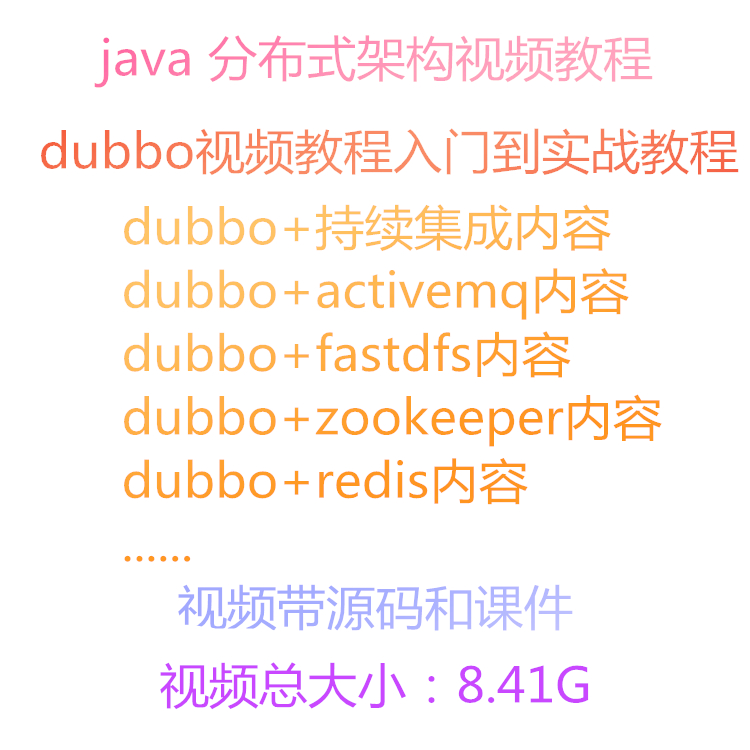 java 分布式架构视频教程
dubbo视频教程入门到实战教程
dubbo+持续集成内容
dubbo+activemq内容
dubbo+fastdfs内容
dubbo+zookeeper内容
dubbo+redis内容
......
视频带源码和课件
视频总大小：8.41G